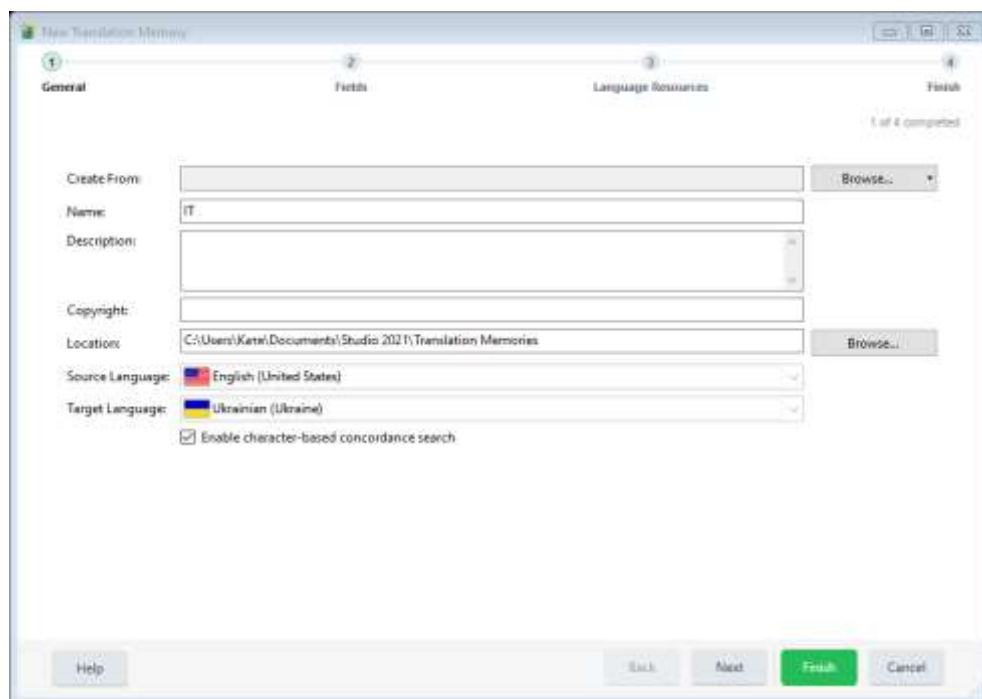 New Translation Memory
1 2 3 4
General Fields Language Resources Finish
1 of 4 completed
Create From: Browse...
Name: IT
Description:
Copyright:
Location: C:\Users\Катя\Documents\Studio 2021\Translation Memories Browse...
Source Language: English (United States)
Target Language: Ukrainian (Ukraine)
Enable character-based concordance search
Help Back Next Finish Cancel